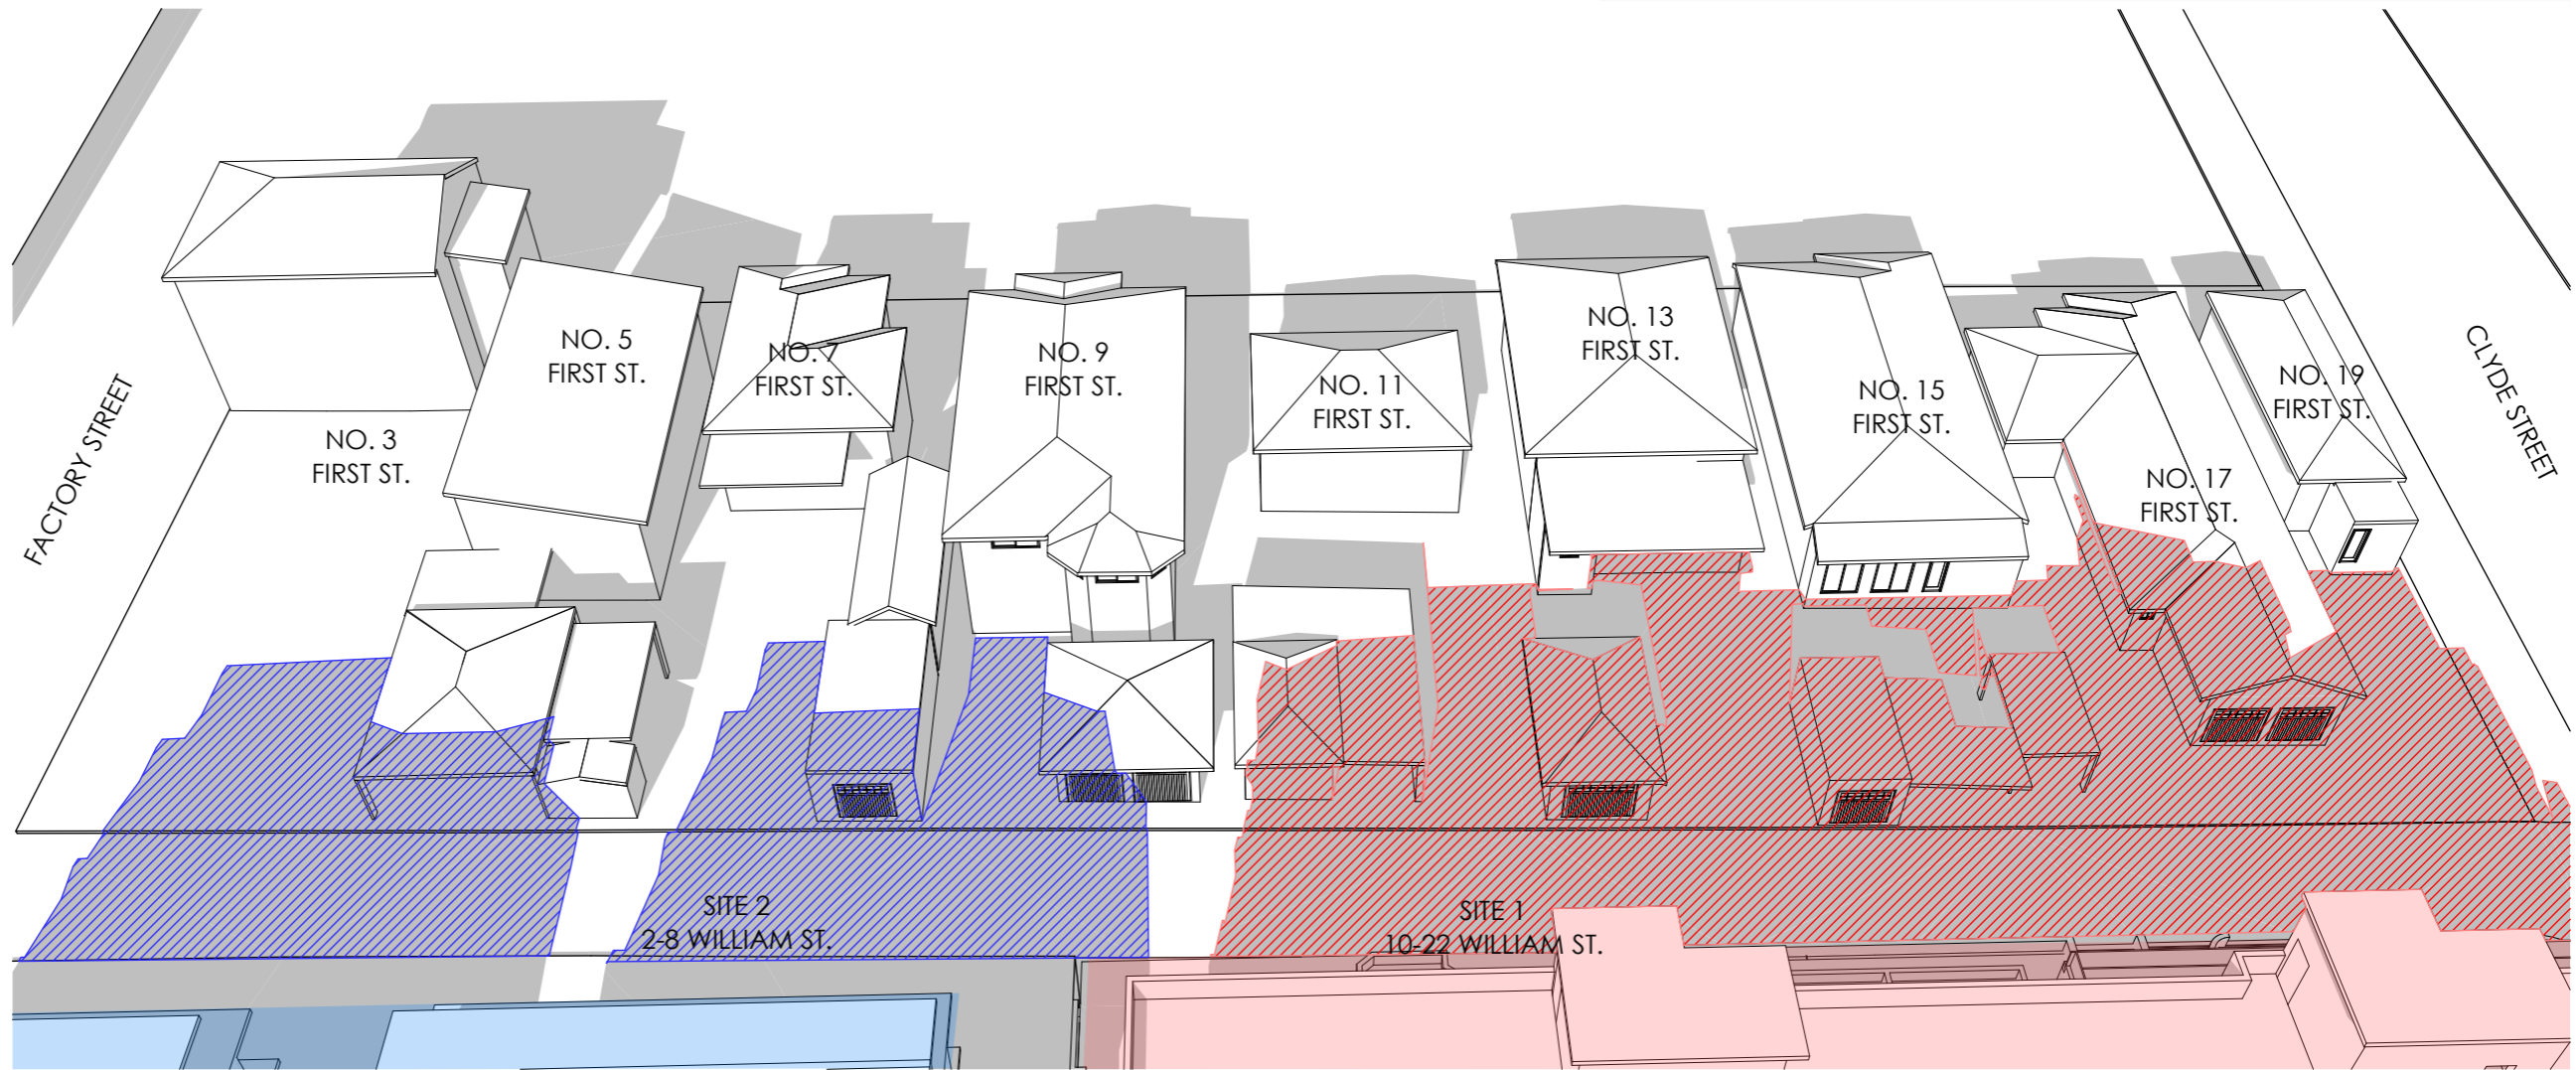 FACTORY STREET
NO. 3
FIRST ST.
NO. 5
FIRST ST.
NO. 7
FIRST ST.
NO. 9
FIRST ST.
NO. 11
FIRST ST.
NO. 13
FIRST ST.
NO. 15
FIRST ST.
NO. 17
FIRST ST.
NO. 19
FIRST ST.
CLYDE STREET
SITE 2
2-8 WILLIAM ST.
SITE 1
10-22 WILLIAM ST.